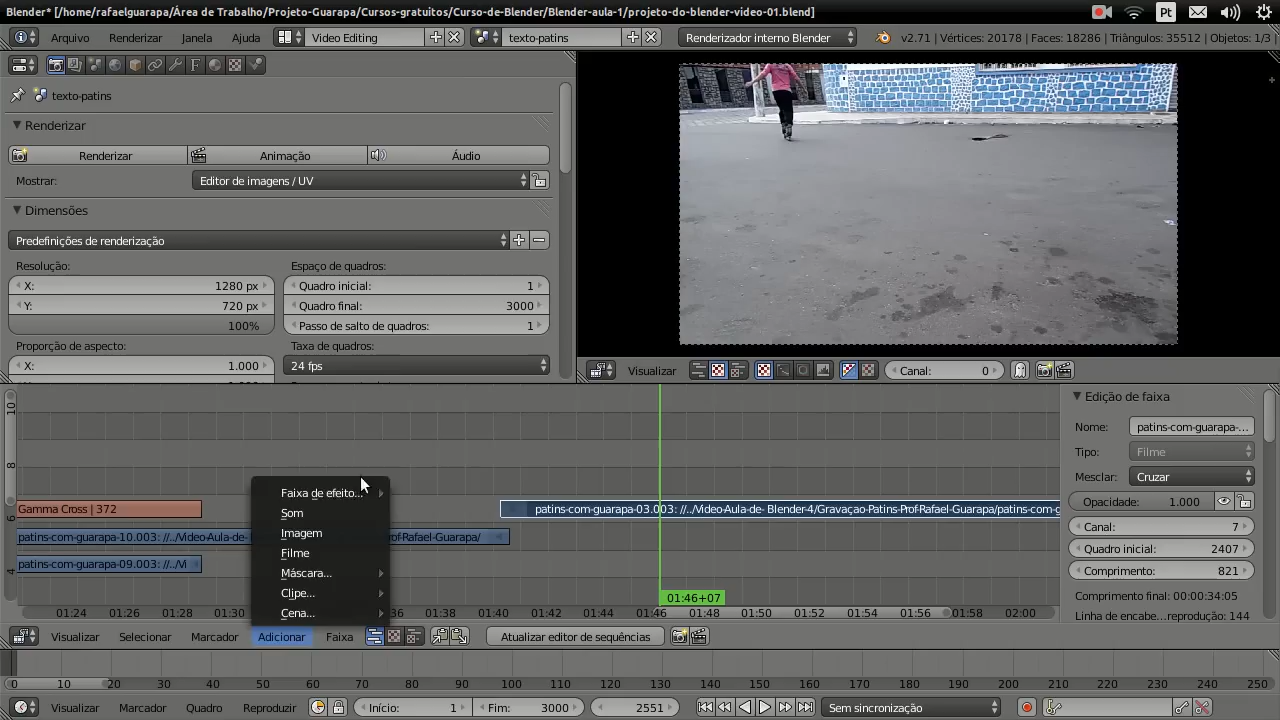 Blender* [/home/rafaelguarapa/Área de Trabalho/Projeto-Guarapa/Cursos-gratuitos/Curso-de-Blender/Blender-aula-1/projeto-do-blender-video-01.blend]
Pt
Arquivo Renderizar Janela Ajuda Video Editing texto-patins Renderizador interno Blender v2.71 | Vértices: 20178 | Faces: 18286 | Triângulos: 35512 | Objetos: 1/3
texto-patins
Renderizar
Renderizar Animação Áudio
Mostrar: Editor de imagens / UV
Dimensões
Predefinições de renderização
Resolução: Espaço de quadros:
X: 1280 px Quadro inicial: 1
Y: 720 px Quadro final: 3000
100% Passo de salto de quadros: 1
Proporção de aspecto: Taxa de quadros:
X: 1.000 24 fps
Visualizar Canal: 0
10
8
6
4
Gamma Cross | 372
patins-com-guarapa-03.003: //../Video-Aula-de- Blender-4/Gravaçao-Patins-Prof-Rafael-Guarapa/patins-com-g
patins-com-guarapa-10.003: //../Video-Aula-de-
of-Rafael-Guarapa/
patins-com-guarapa-09.003: //../Vi
01:46+07
01:24 01:26 01:28 01:30 36 01:38 01:40 01:42 01:44 01:46 01:48 01:50 01:52 01:54 01:56 01:58 02:00
Faixa de efeito...
Som
Imagem
Filme
Máscara...
Clipe...
Cena...
Edição de faixa
Nome: patins-com-guarapa-...
Tipo: Filme
Mesclar: Cruzar
Opacidade: 1.000
Canal: 7
Quadro inicial: 2407
Comprimento: 821
Comprimento final: 00:00:34:05
Linha de encabe...reprodução: 144
Visualizar Selecionar Marcador Adicionar Faixa Atualizar editor de sequências
0 10 20 30 40 50 60 70 80 90 100 110 120 130 140 150 160 170 180 190 200 210 220 230 240 250
Visualizar Marcador Quadro Reproduzir Início: 1 Fim: 3000 2551 Sem sincronização